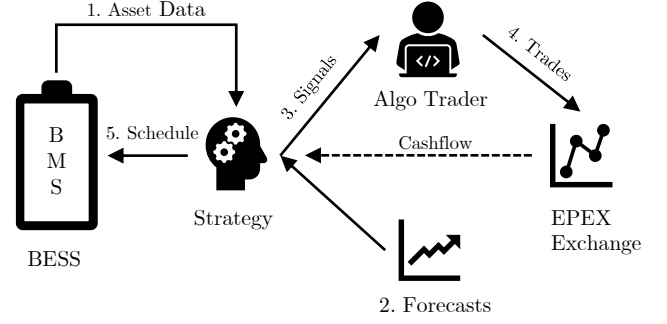 1. Asset Data
B
M
S
BESS
5. Schedule
Strategy
3. Signals
</>
Algo Trader
4. Trades
Cashflow
EPEX
Exchange
2. Forecasts